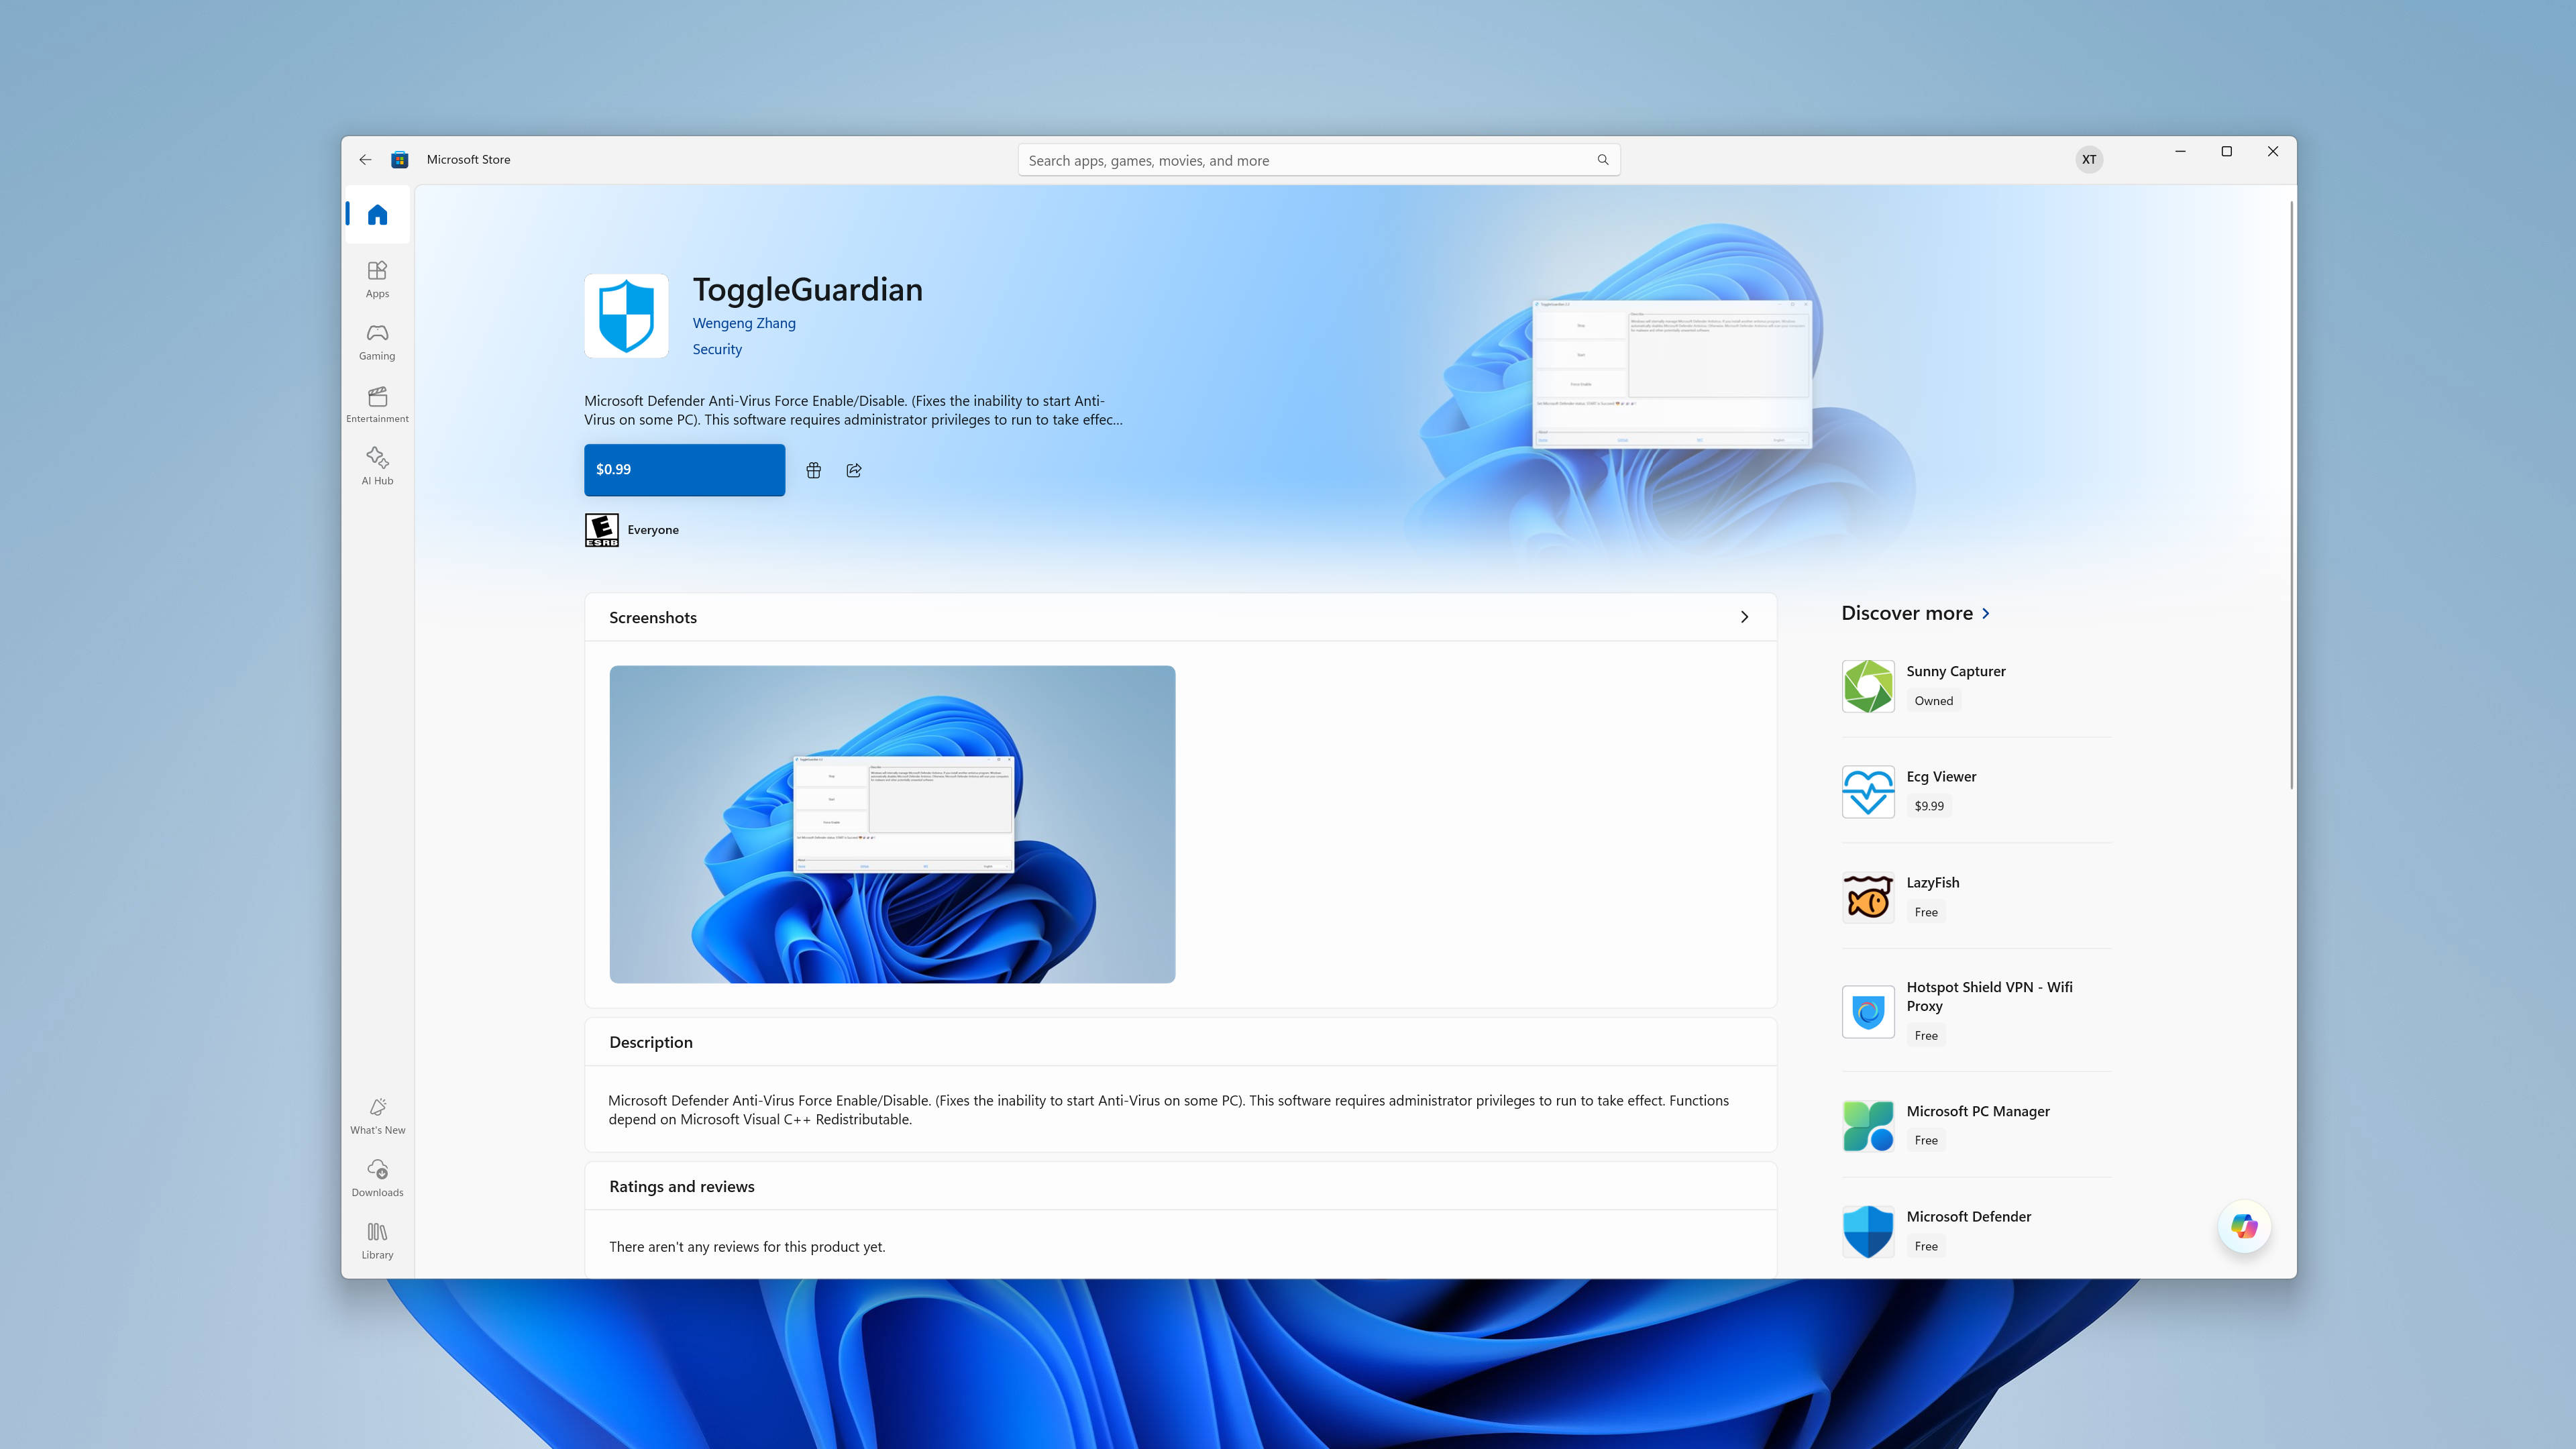 Microsoft Store
Search apps, games, movies, and more
XT
Apps
Gaming
Entertainment
AI Hub
What's New
Downloads
Library
ToggleGuardian
Wengeng Zhang
Security
Microsoft Defender Anti-Virus Force Enable/Disable. (Fixes the inability to start Anti-
Virus on some PC). This software requires administrator privileges to run to take effec...
$0.99
E
ESRB
Everyone
Screenshots
Description
Microsoft Defender Anti-Virus Force Enable/Disable. (Fixes the inability to start Anti-Virus on some PC). This software requires administrator privileges to run to take effect. Functions
depend on Microsoft Visual C++ Redistributable.
Ratings and reviews
There aren't any reviews for this product yet.
Discover more
Sunny Capturer
Owned
Ecg Viewer
$9.99
LazyFish
Free
Hotspot Shield VPN - Wifi
Proxy
Free
Microsoft PC Manager
Free
Microsoft Defender
Free